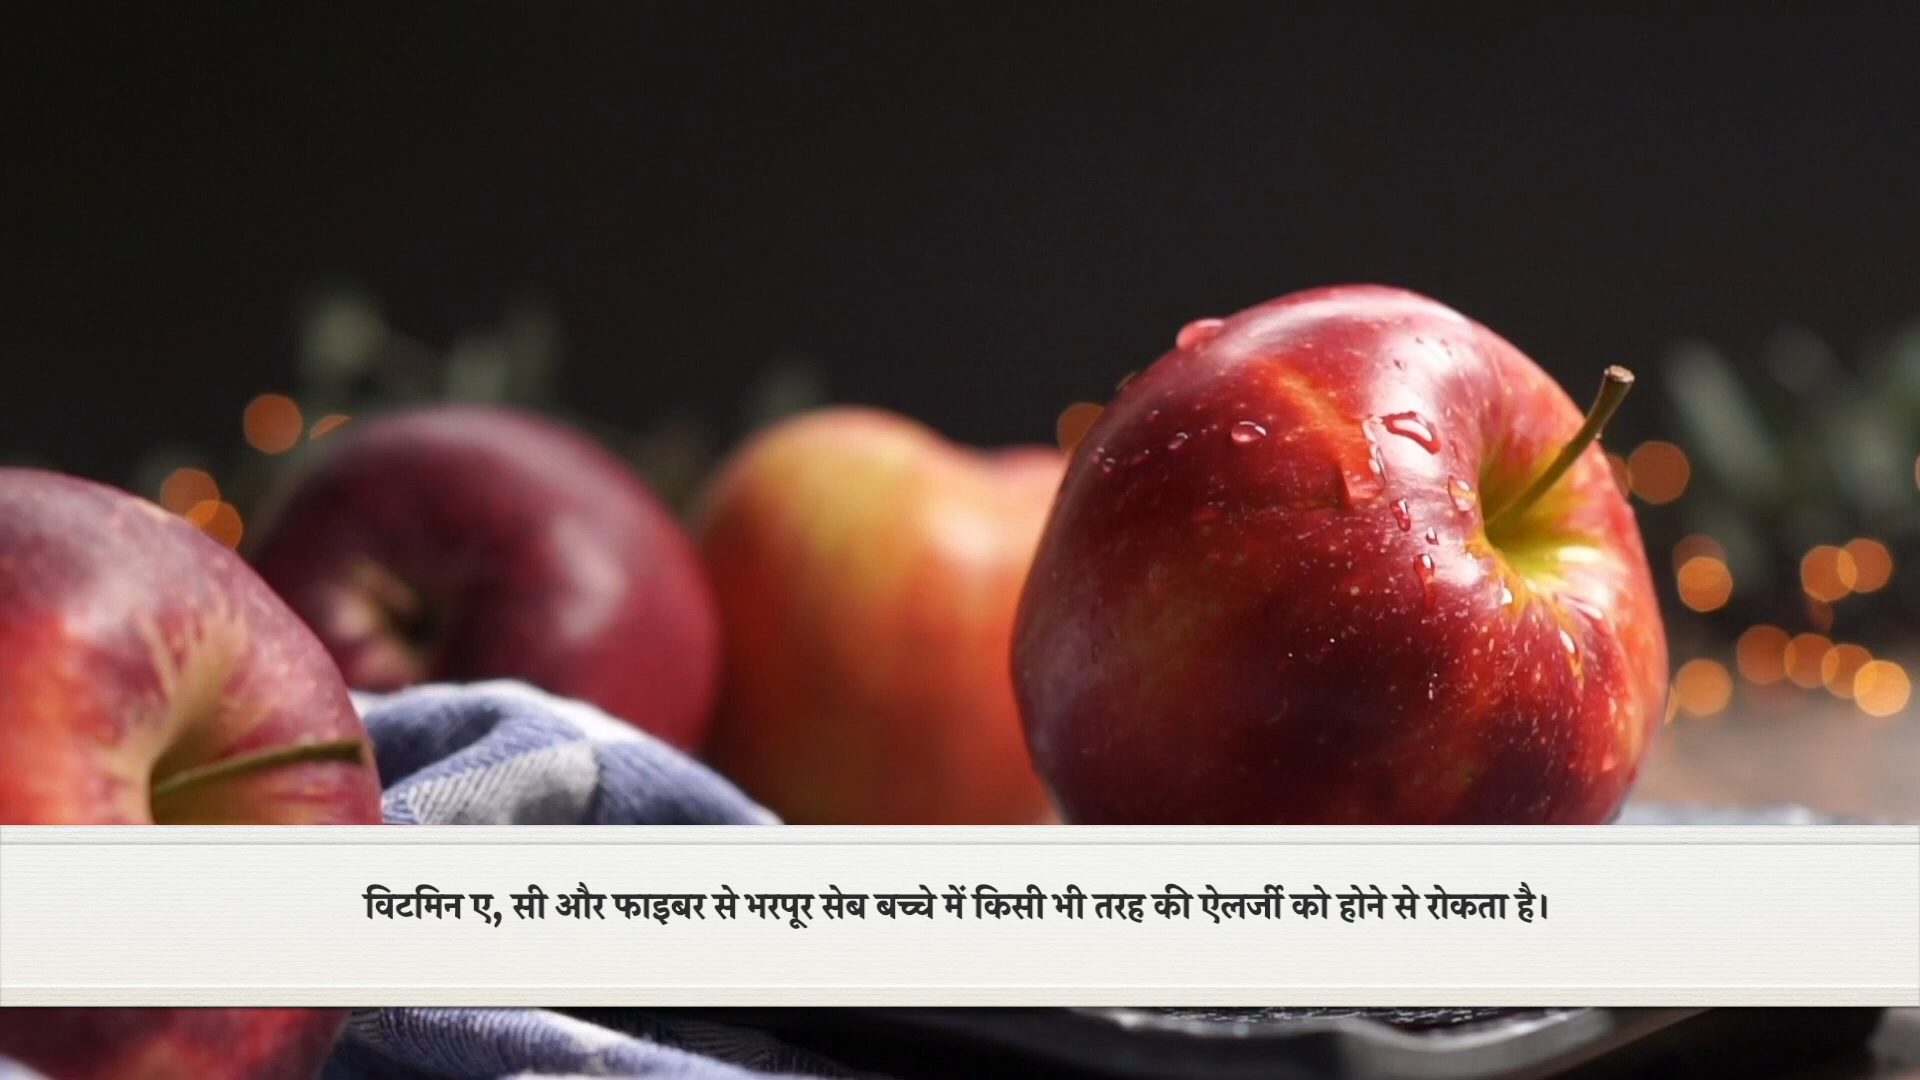 विटमिन ए, सी और फाइबर से भरपूर सेब बच्चे में किसी भी तरह की ऐलर्जी को होने से रोकता है।